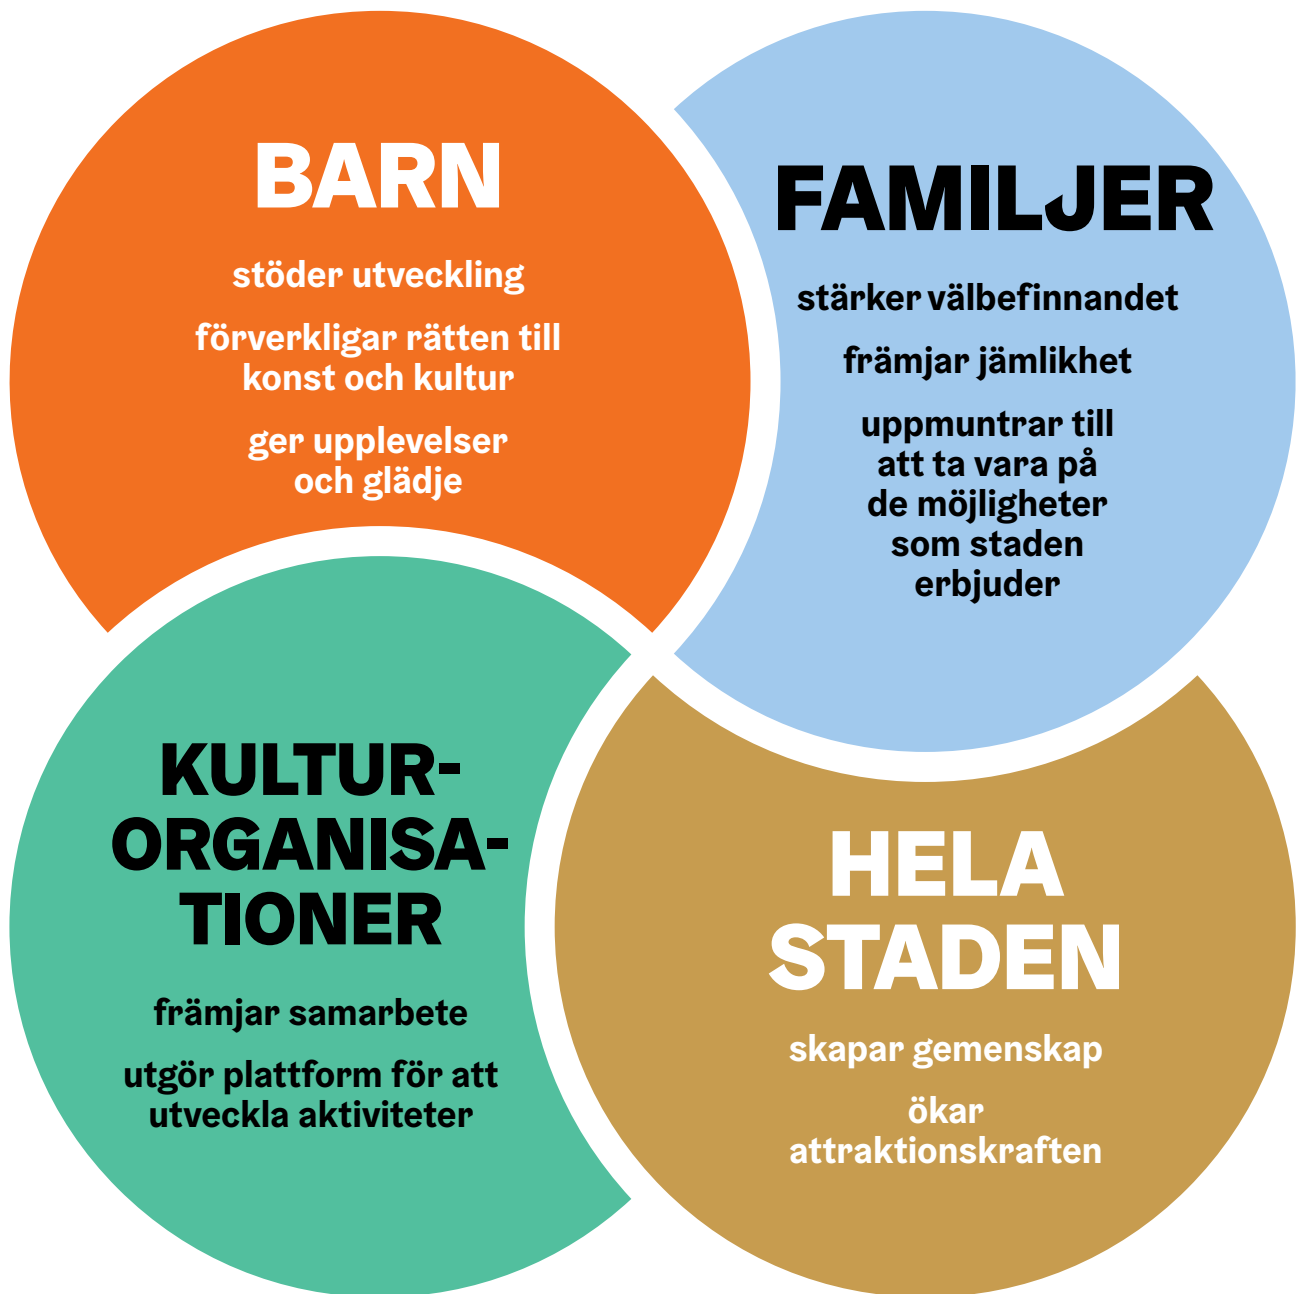 BARN
stöder utveckling
förverkligar rätten till
konst och kultur
ger upplevelser
och glädje
FAMILJER
stärker välbefinnandet
främjar jämlikhet
uppmuntrar till
att ta vara på
de möjligheter
som staden
erbjuder
KULTUR-
ORGANISA-
TIONER
främjar samarbete
utgör plattform för att
utveckla aktiviteter
HELA
STADEN
skapar gemenskap
ökar
attraktionskraften